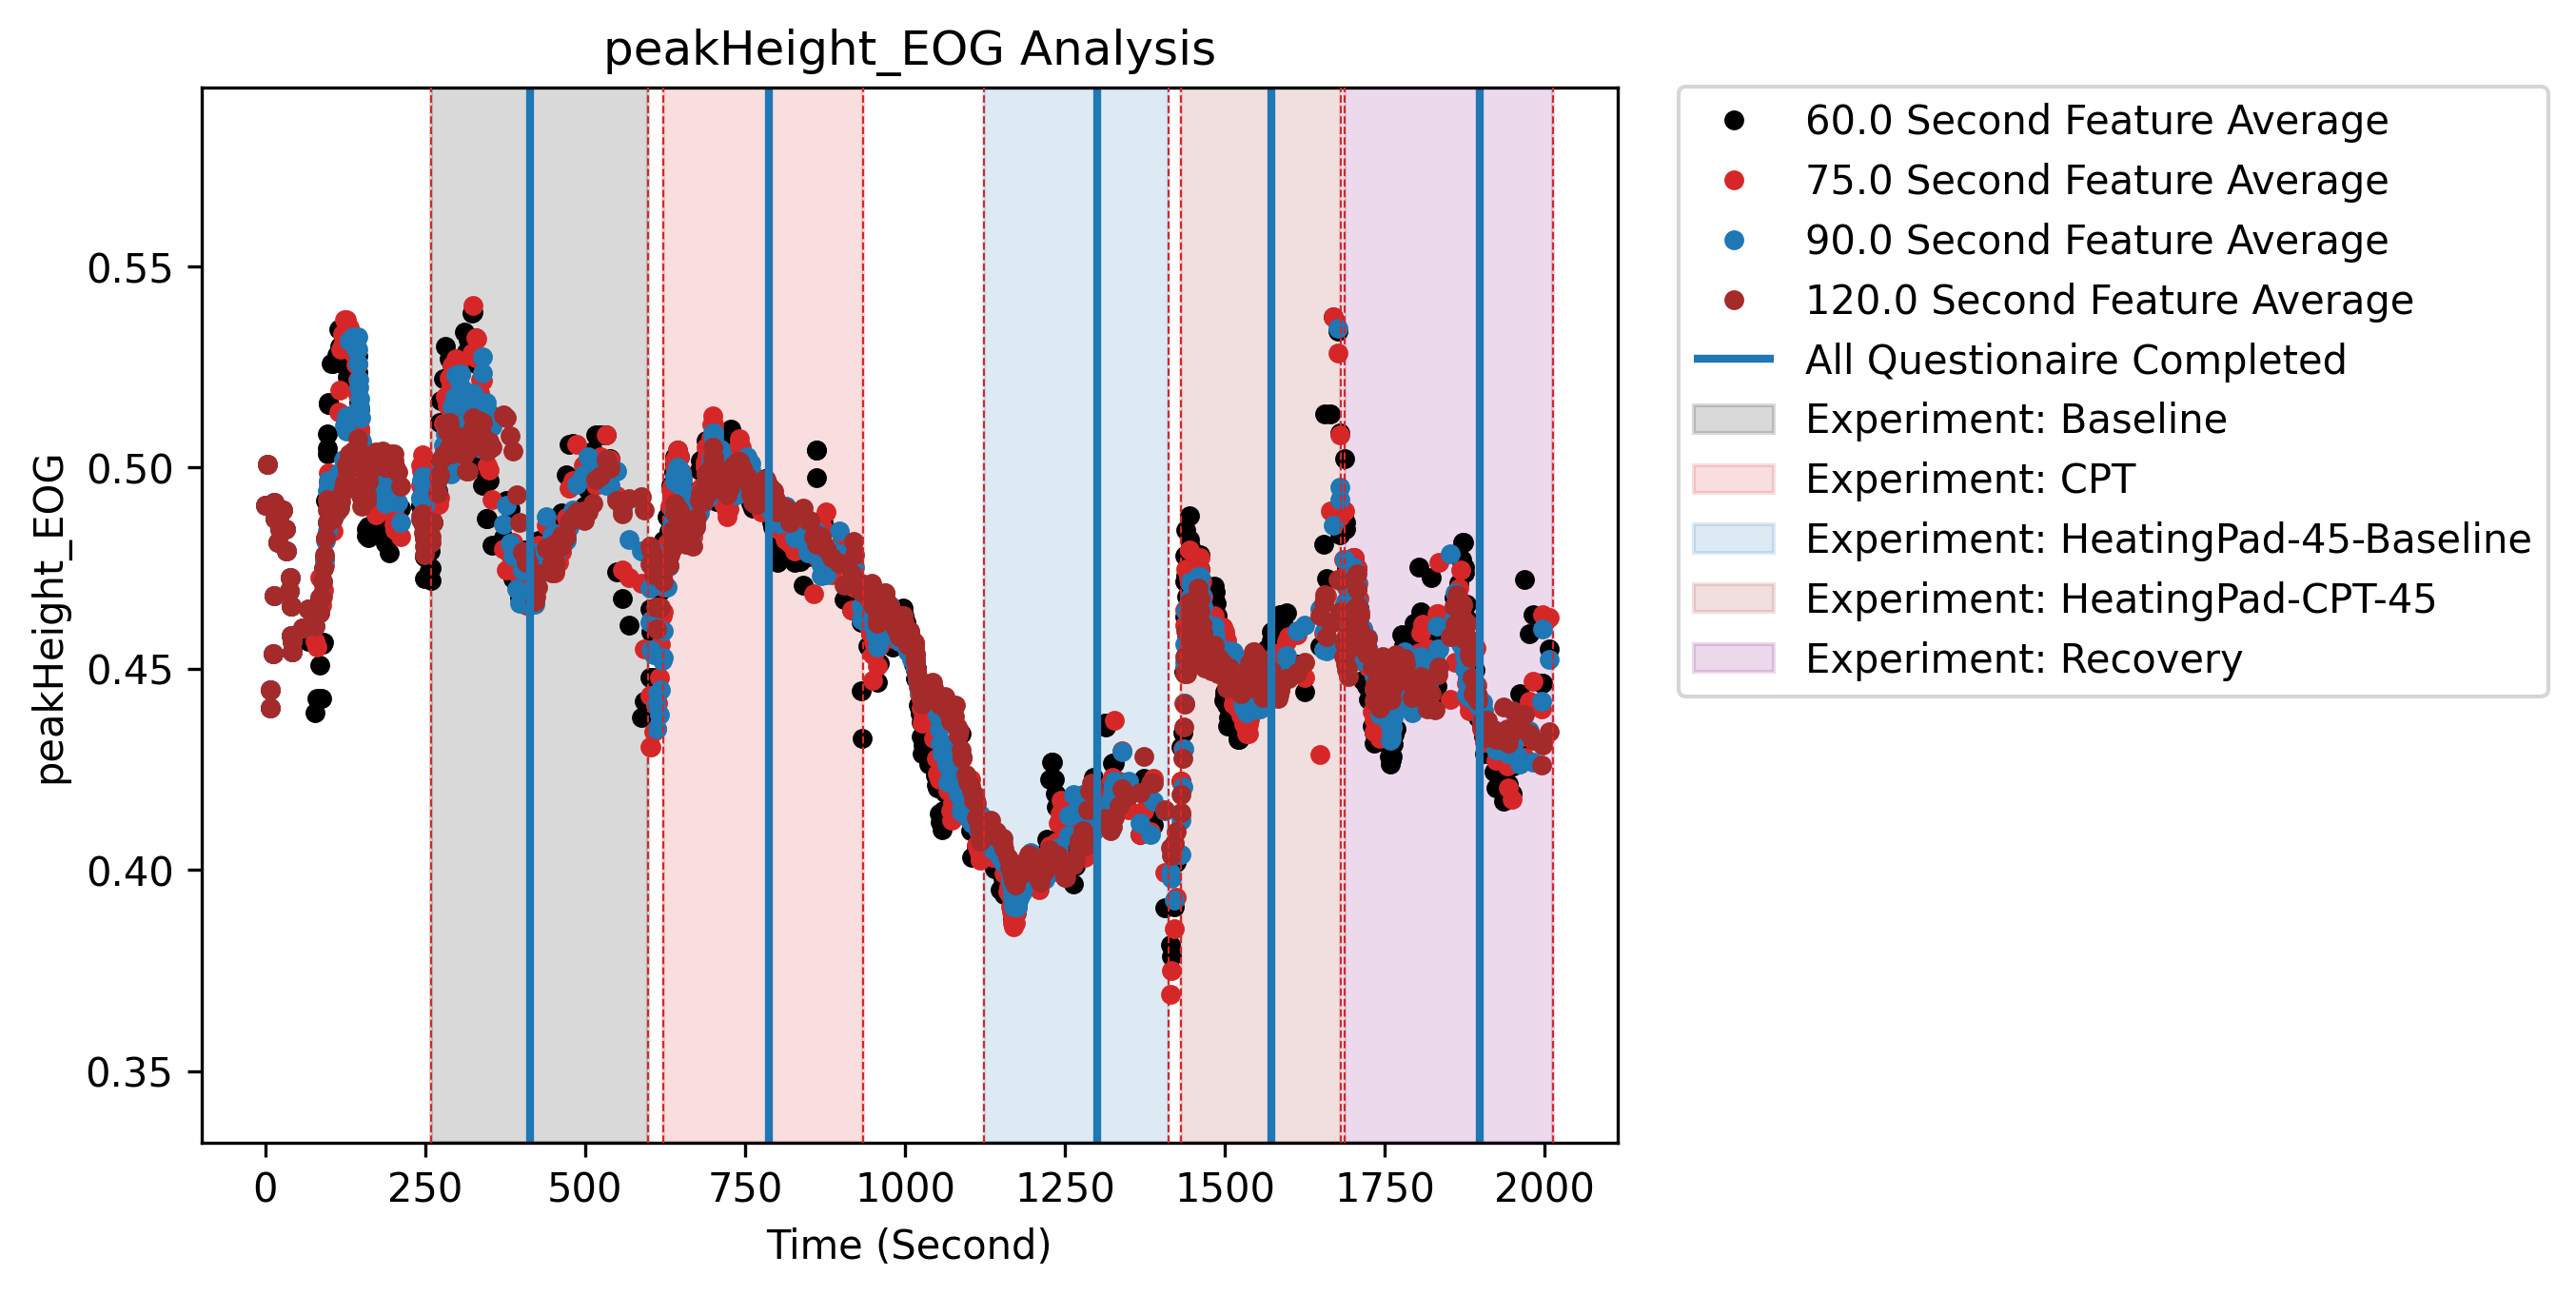 peakHeight_EOG Analysis
60.0 Second Feature Average
75.0 Second Feature Average
90.0 Second Feature Average
120.0 Second Feature Average
All Questionaire Completed
Experiment: Baseline
Experiment: CPT
Experiment: HeatingPad-45-Baseline
Experiment: HeatingPad-CPT-45
Experiment: Recovery
peakHeight_EOG
0.55
0.50
0.45
0.40
0.35
0 250 500 750 1000 1250 1500 1750 2000
Time (Second)